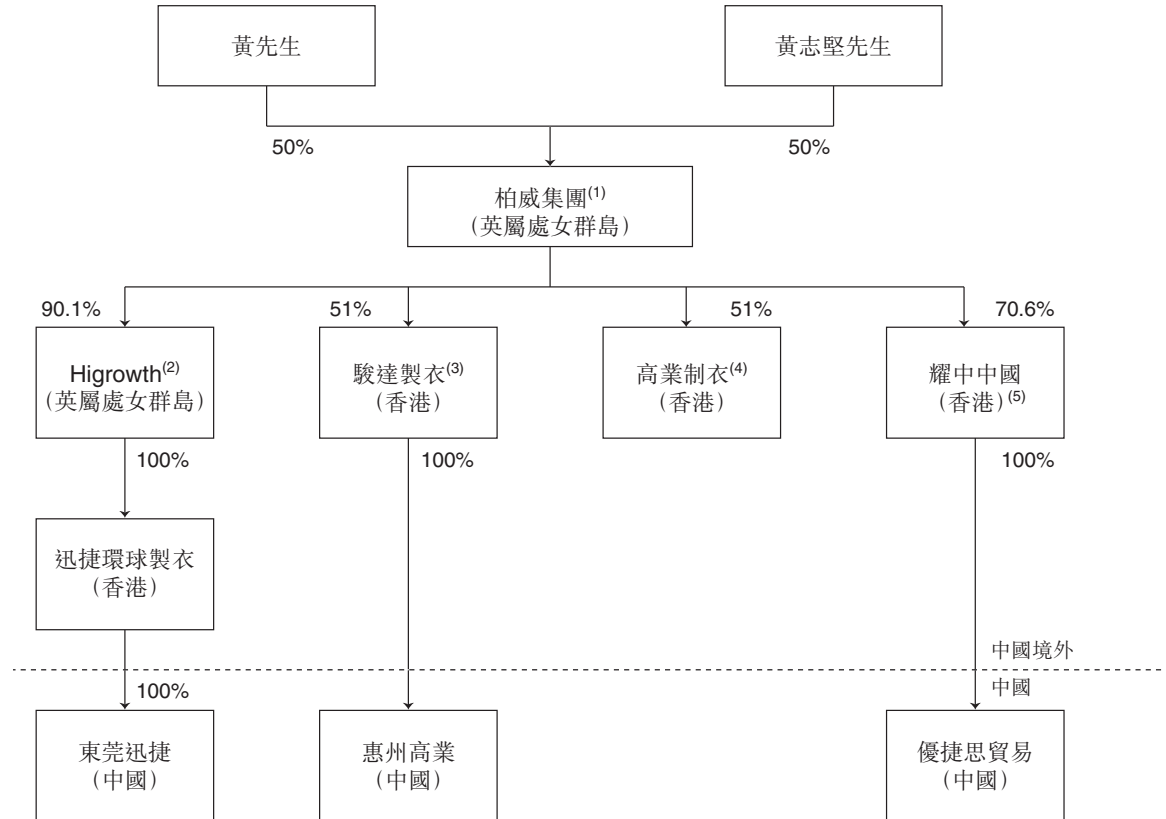 黃先生
黃志堅先生
50%
50%
柏威集團(1)
(英屬處女群島)
90.1%
51%
51%
70.6%
Higrowth(2)
(英屬處女群島)
駿達製衣(3)
(香港)
高業制衣(4)
(香港)
耀中中國
(香港)(5)
100%
100%
100%
迅捷環球製衣
(香港)
中國境外
100%
中國
東莞迅捷
(中國)
惠州高業
(中國)
優捷思貿易
(中國)